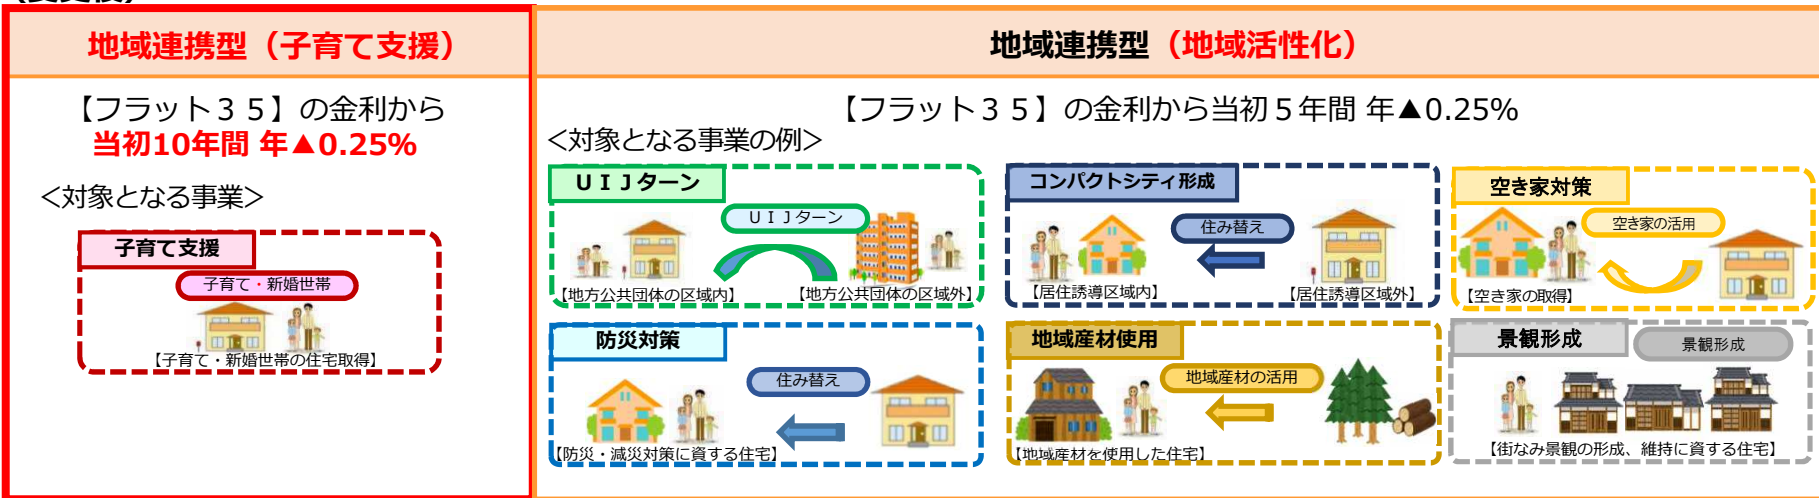 地域連携型（子育て支援）
【フラット３５】の金利から
当初10年間 年▲0.25%
＜対象となる事業＞
子育て支援
子育て・新婚世帯
【子育て・新婚世帯の住宅取得】
地域連携型（地域活性化）
【フラット３５】の金利から当初５年間 年▲0.25%
＜対象となる事業の例＞
ＵＩＪターン
ＵＩＪターン
【地方公共団体の区域内】
【地方公共団体の区域外】
コンパクトシティ形成
住み替え
【居住誘導区域内】
【居住誘導区域外】
空き家対策
空き家の活用
【空き家の取得】
防災対策
住み替え
【防災・減災対策に資する住宅】
地域産材使用
地域産材の活用
【地域産材を使用した住宅】
景観形成
景観形成
【街なみ景観の形成、維持に資する住宅】